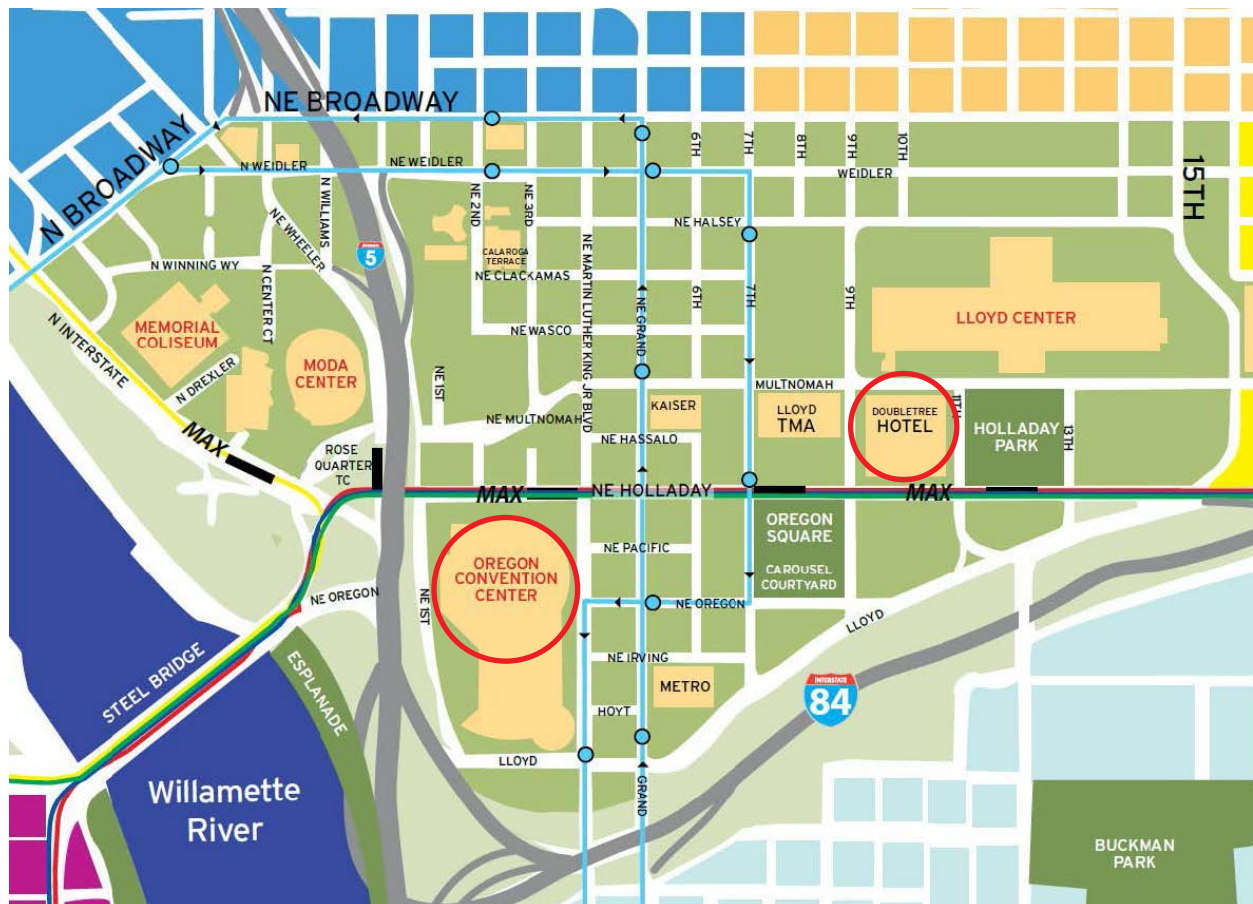 NE BROADWAY
N BROADWAY
N WEIDLER
NE WEIDLER
WEIDLER
6TH
7TH
8TH
9TH
10TH
15TH
N WILLIAMS
NE WHEELER
NE 2ND
NE 3RD
NE HALSEY
INTERSTATE
5
CALAROGA
TERRACE
NE CLACKAMAS
N WINNING WY
N CENTER CT
NE MARTIN LUTHER KING JR BLVD
NE GRAND
6TH
7TH
9TH
N INTERSTATE
MEMORIAL
COLISEUM
MODA
CENTER
N DREXLER
NE WASCO
LLOYD CENTER
NE 1ST
MULTNOMAH
NE MULTNOMAH
KAISER
LLOYD
TMA
DOUBLETREE
HOTEL
11TH
HOLLADAY
PARK
13TH
NE HASSALO
MAX
ROSE
QUARTER
TC
MAX
NE HOLLADAY
MAX
OREGON
CONVENTION
CENTER
NE PACIFIC
OREGON
SQUARE
CAROUSEL
COURTYARD
NE OREGON
NE 1ST
NE OREGON
LLOYD
STEEL BRIDGE
ESPLANADE
NE IRVING
METRO
INTERSTATE
84
HOYT
LLOYD
GRAND
Willamette
River
BUCKMAN
PARK